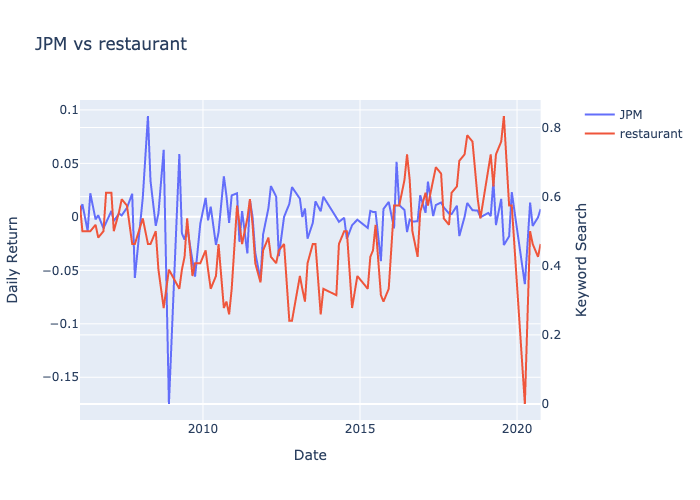 JPM vs restaurant
JPM
restaurant
0.1
0.05
0
−0.05
−0.1
−0.15
0.8
0.6
0.4
0.2
0
Daily Return
Keyword Search
2010
2015
2020
Date